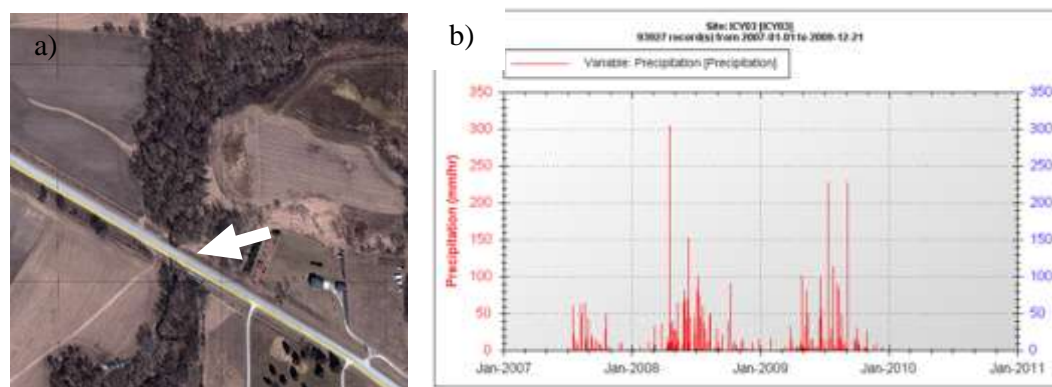 a)
b)
Site: ICY03 [ICY03]
93927 record(s) from 2007-01-01 to 2009-12-21
Variable: Precipitation [Precipitation]
Precipitation (mm/hr)
350 350
300 300
250 250
200 200
150 150
100 100
50 50
0 0
Jan-2007 Jan-2008 Jan-2009 Jan-2010 Jan-2011